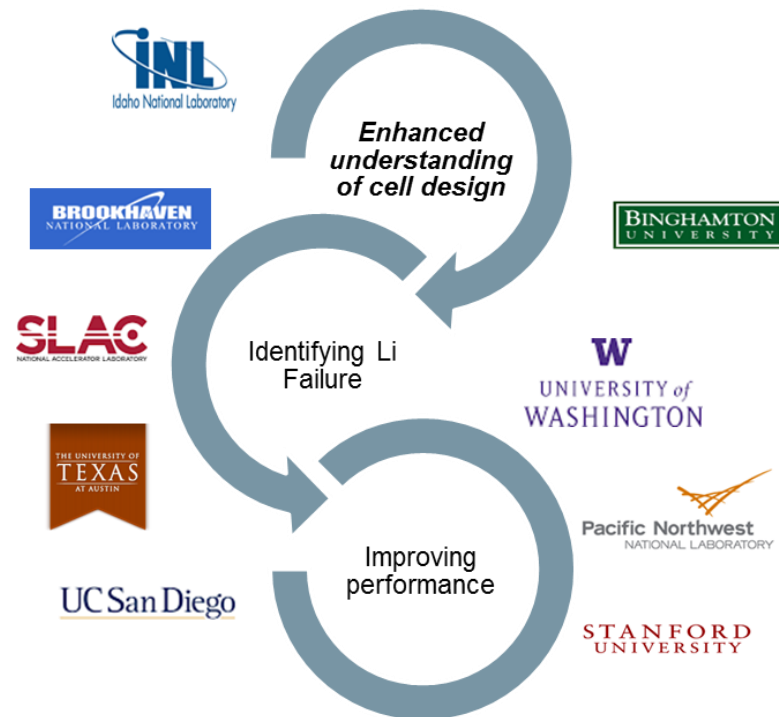 INL
Idaho National Laboratory
Enhanced
understanding
of cell design
BROOKHAVEN
NATIONAL LABORATORY
BINGHAMTON
UNIVERSITY
SLAC
NATIONAL ACCELERATOR LABORATORY
Identifying Li
Failure
W
UNIVERSITY of
WASHINGTON
THE UNIVERSITY OF
TEXAS
AT AUSTIN
Pacific Northwest
NATIONAL LABORATORY
Improving
performance
UC San Diego
STANFORD
UNIVERSITY